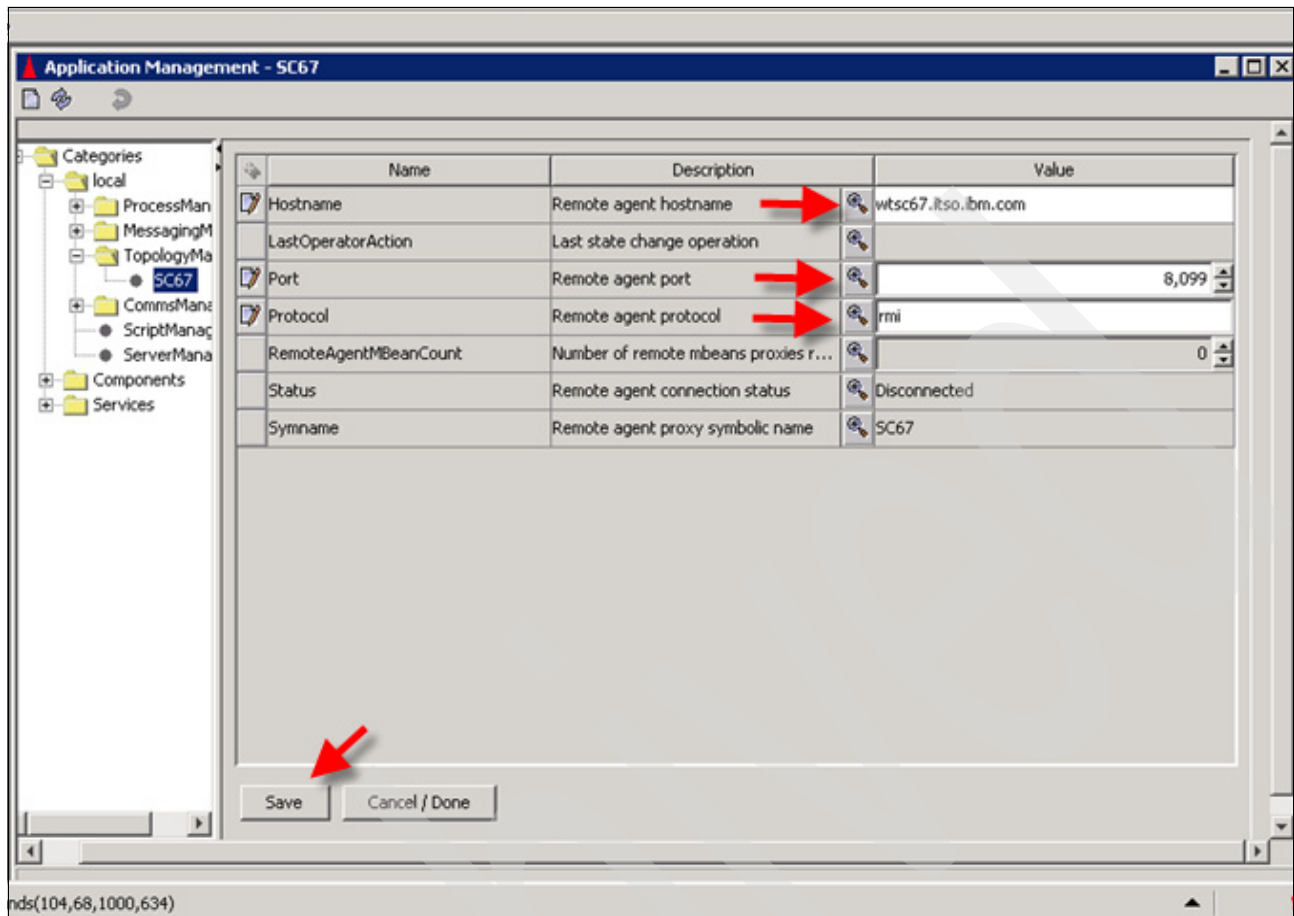 Application Management - SC67
Categories
local
ProcessMan
MessagingM
TopologyMa
SC67
CommsMana
ScriptManag
ServerMana
Components
Services
Name Description Value
Hostname Remote agent hostname wtsc67.itso.ibm.com
LastOperatorAction Last state change operation
Port Remote agent port 8,099
Protocol Remote agent protocol rmi
RemoteAgentMBeanCount Number of remote mbeans proxies r... 0
Status Remote agent connection status Disconnected
Symname Remote agent proxy symbolic name SC67
Save Cancel / Done
nds(104,68,1000,634)